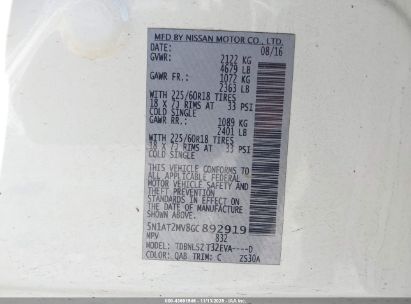 MFD BY NISSAN MOTOR CO., LTD.
DATE: 08/16
GVWR: 2122 KG
4679 LB
GAWR FR.: 1072 KG
2363 LB
WITH 225/60R18 TIRES
18 X 7J RIMS AT 33 PSI
COLD SINGLE
GAWR RR.: 1089 KG
2401 LB
WITH 225/60R18 TIRES
18 X 7J RIMS AT 33 PSI
COLD SINGLE
THIS VEHICLE CONFORMS TO
ALL APPLICABLE FEDERAL
MOTOR VEHICLE SAFETY AND
THEFT PREVENTION STANDARDS
IN EFFECT ON THE DATE OF
MANUFACTURE SHOWN ABOVE.
5N1AT2MV8GC892919
MPV 832
MODEL: TDBNLSZ T32EVA----D
COLOR: QAB TRIM: C ZS30A